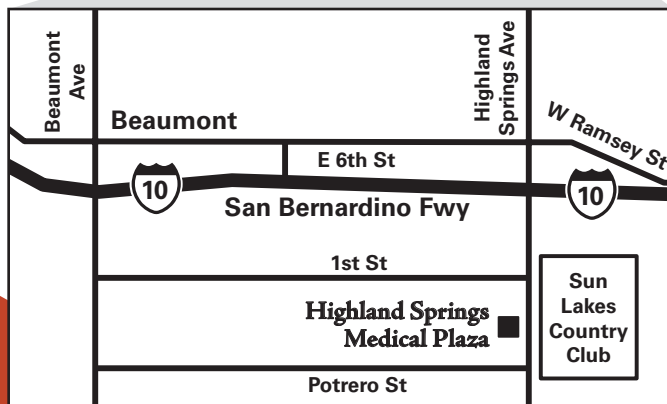 Beaumont
Ave
Highland
Springs Ave
Beaumont
W Ramsey St
E 6th St
10
10
San Bernardino Fwy
1st St
Sun
Lakes
Country
Club
Highland Springs
Medical Plaza
Potrero St